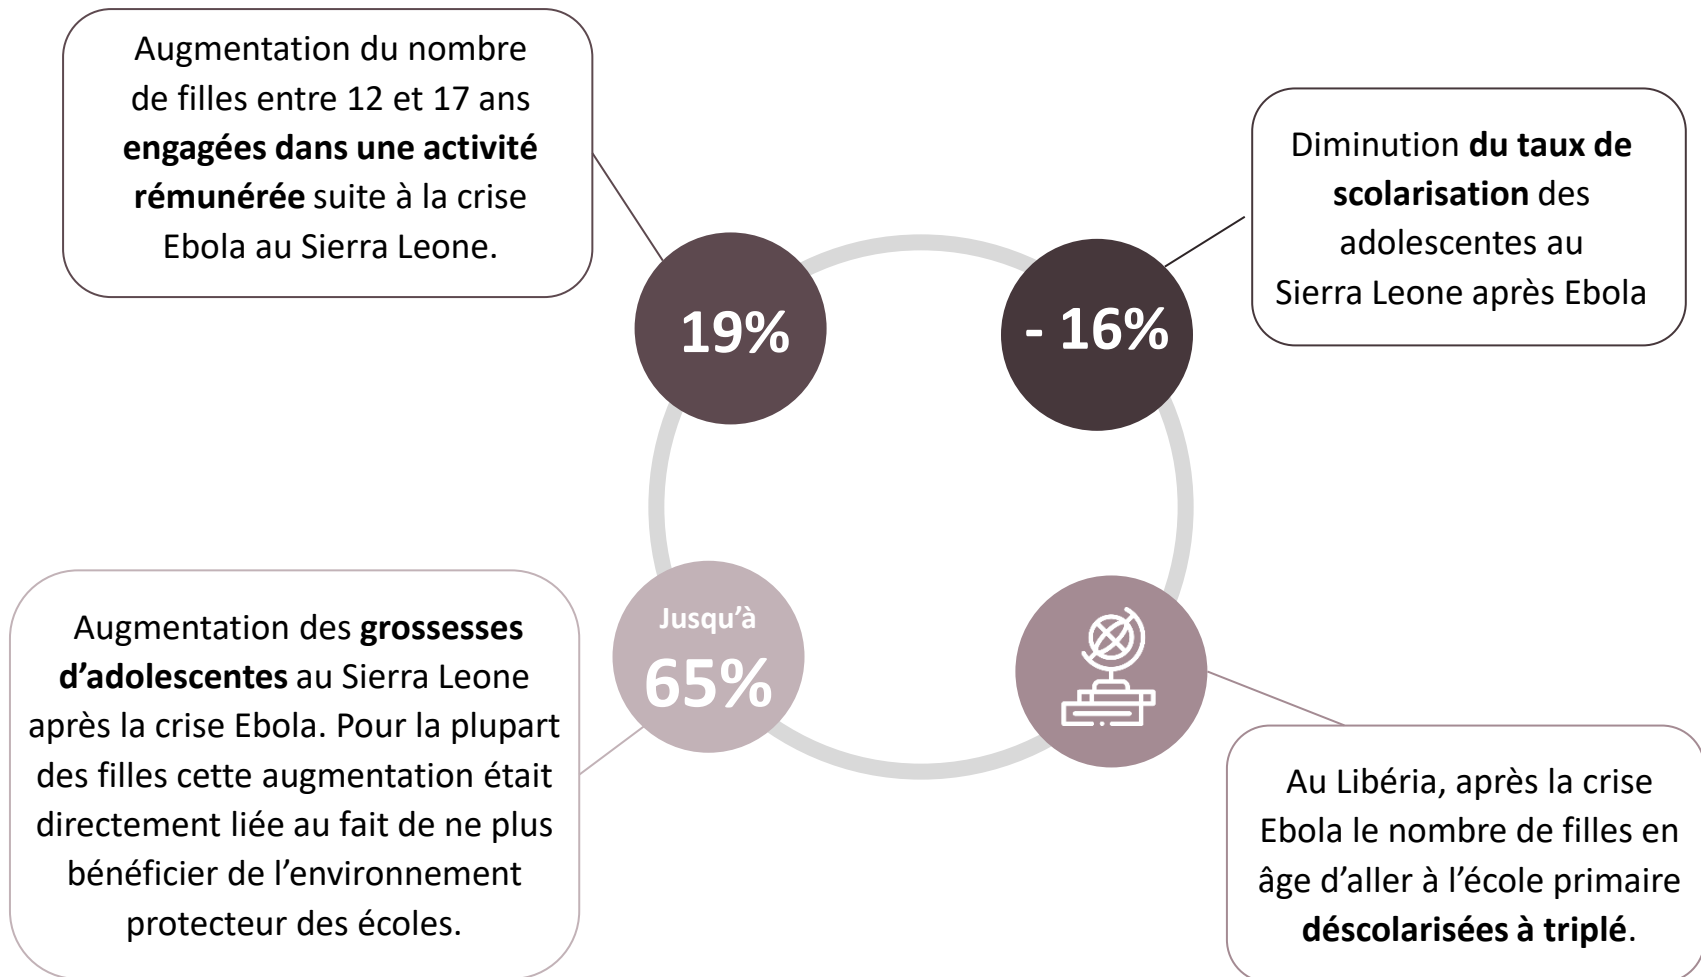 Augmentation du nombre
de filles entre 12 et 17 ans
engagées dans une activité
rémunérée suite à la crise
Ebola au Sierra Leone.
19%
Diminution du taux de
scolarisation des
adolescentes au
Sierra Leone après Ebola
- 16%
Augmentation des grossesses
d’adolescentes au Sierra Leone
après la crise Ebola. Pour la plupart
des filles cette augmentation était
directement liée au fait de ne plus
bénéficier de l’environnement
protecteur des écoles.
Jusqu’à
65%
Au Libéria, après la crise
Ebola le nombre de filles en
âge d’aller à l’école primaire
déscolarisées à triplé.